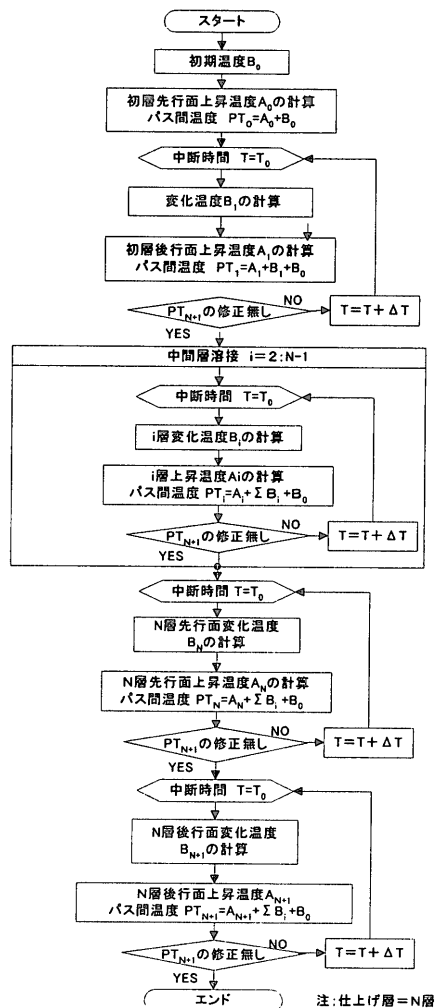 スタート
初期温度B₀
初層先行面上昇温度A₀の計算
パス間温度 PT₀=A₀+B₀
中断時間 T=T₀
変化温度B₁の計算
初層後行面上昇温度A₁の計算
パス間温度 PT₁=A₁+B₁+B₀
PT_N+1の修正無し
NO
T=T+ΔT
YES
中間層溶接 i=2:N-1
中断時間 T=T₀
i層変化温度Bᵢの計算
i層上昇温度Aiの計算
パス間温度 PTᵢ=Aᵢ+ΣBᵢ+B₀
PT_N+1の修正無し
NO
T=T+ΔT
YES
中断時間 T=T₀
N層先行面変化温度
B_Nの計算
N層先行面上昇温度A_Nの計算
パス間温度 PT_N=A_N+ΣBᵢ+B₀
PT_N+1の修正無し
NO
T=T+ΔT
YES
中断時間 T=T₀
N層後行面変化温度
B_N+1の計算
N層後行面上昇温度A_N+1
パス間温度 PT_N+1=A_N+1+ΣBᵢ+B₀
PT_N+1の修正無し
NO
T=T+ΔT
YES
エンド
注:仕上げ層=N層